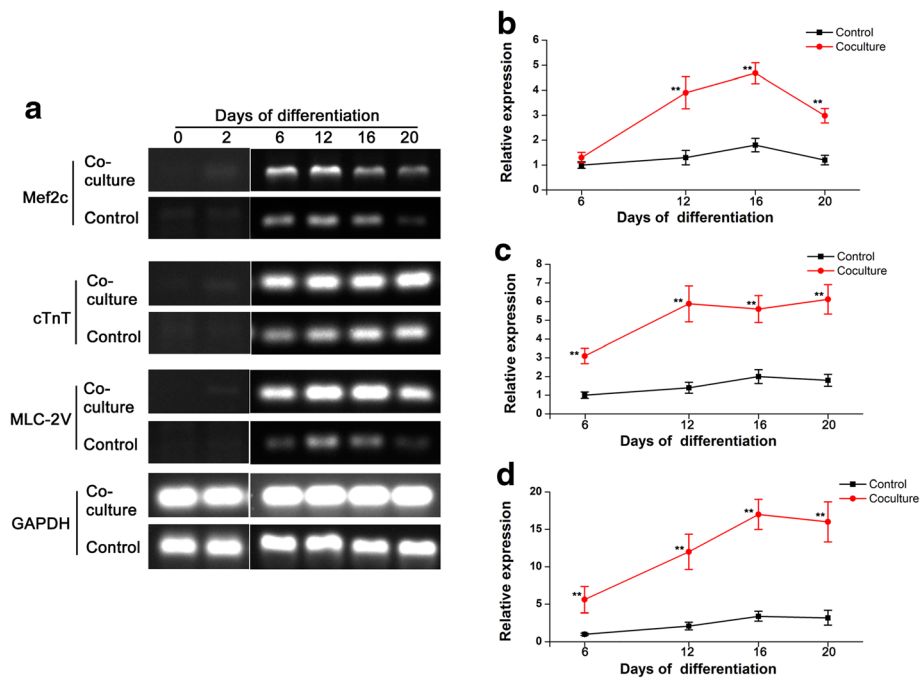 a
Days of differentiation
0 2 6 12 16 20
Mef2c
Co-
culture
Control
cTnT
Co-
culture
Control
MLC-2V
Co-
culture
Control
GAPDH
Co-
culture
Control
b
Control
Coculture
Relative expression
6
5
4
3
2
1
0
** ** **
6 12 16 20
Days of differentiation
c
Control
Coculture
Relative expression
8
7
6
5
4
3
2
1
0
** ** ** **
6 12 16 20
Days of differentiation
d
Control
Coculture
Relative expression
20
15
10
5
0
** ** ** **
6 12 16 20
Days of differentiation